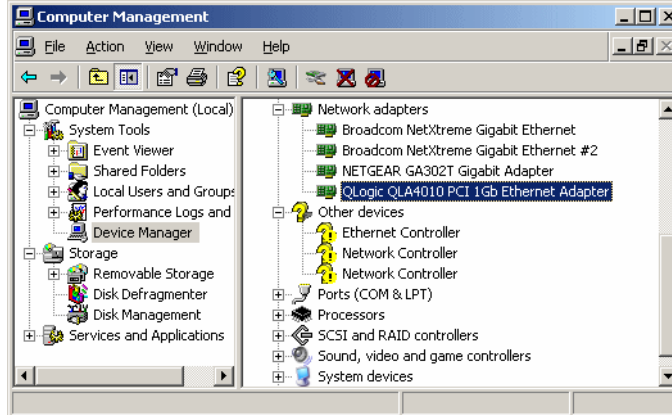 Computer Management
File Action View Window Help
Computer Management (Local)
System Tools
Event Viewer
Shared Folders
Local Users and Groups
Performance Logs and
Device Manager
Storage
Removable Storage
Disk Defragmenter
Disk Management
Services and Applications
Network adapters
Broadcom NetXtreme Gigabit Ethernet
Broadcom NetXtreme Gigabit Ethernet #2
NETGEAR GA302T Gigabit Adapter
QLogic QLA4010 PCI 1Gb Ethernet Adapter
Other devices
Ethernet Controller
Network Controller
Network Controller
Ports (COM & LPT)
Processors
SCSI and RAID controllers
Sound, video and game controllers
System devices